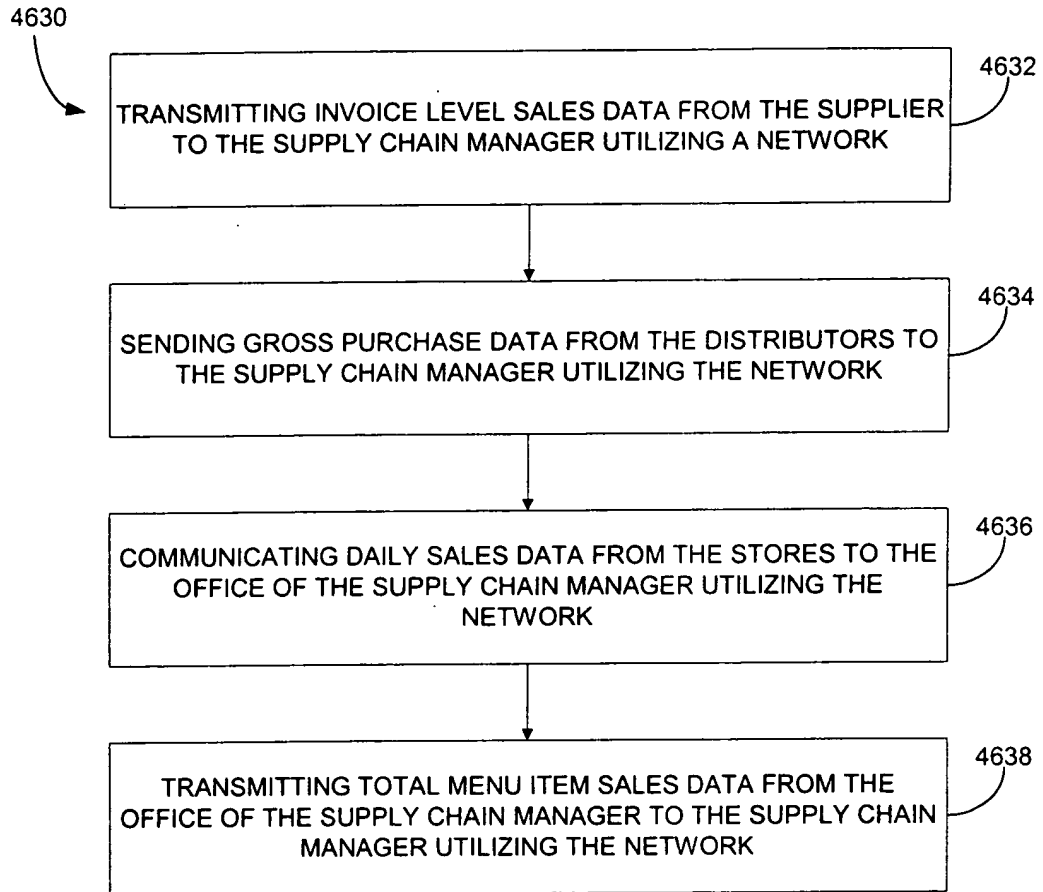 4630
4632
TRANSMITTING INVOICE LEVEL SALES DATA FROM THE SUPPLIER
TO THE SUPPLY CHAIN MANAGER UTILIZING A NETWORK
4634
SENDING GROSS PURCHASE DATA FROM THE DISTRIBUTORS TO
THE SUPPLY CHAIN MANAGER UTILIZING THE NETWORK
4636
COMMUNICATING DAILY SALES DATA FROM THE STORES TO THE
OFFICE OF THE SUPPLY CHAIN MANAGER UTILIZING THE
NETWORK
4638
TRANSMITTING TOTAL MENU ITEM SALES DATA FROM THE
OFFICE OF THE SUPPLY CHAIN MANAGER TO THE SUPPLY CHAIN
MANAGER UTILIZING THE NETWORK